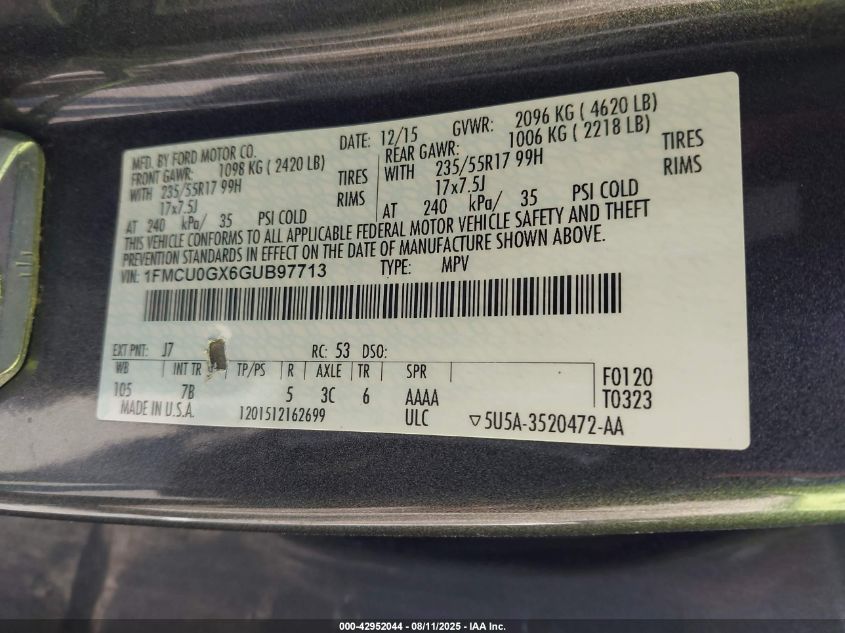 MFD. BY FORD MOTOR CO. DATE: 12/15 GVWR: 2096 KG ( 4620 LB)
FRONT GAWR: 1098 KG ( 2420 LB) REAR GAWR: 1006 KG ( 2218 LB)
WITH 235/55R17 99H TIRES WITH 235/55R17 99H TIRES
17x7.5J RIMS 17x7.5J RIMS
AT 240 kPa/ 35 PSI COLD AT 240 kPa/ 35 PSI COLD
THIS VEHICLE CONFORMS TO ALL APPLICABLE FEDERAL MOTOR VEHICLE SAFETY AND THEFT
PREVENTION STANDARDS IN EFFECT ON THE DATE OF MANUFACTURE SHOWN ABOVE.
VIN: 1FMCU0GX6GUB97713 TYPE: MPV
EXT PNT: J7 RC: 53 DSO:
WB INT TR TP/PS R AXLE TR SPR
105 7B 5 3C 6 AAAA F0120
MADE IN U.S.A. 1201512162699 ULC T0323
▽5U5A-3520472-AA
000-42952044 - 08/11/2025 - IAA Inc.